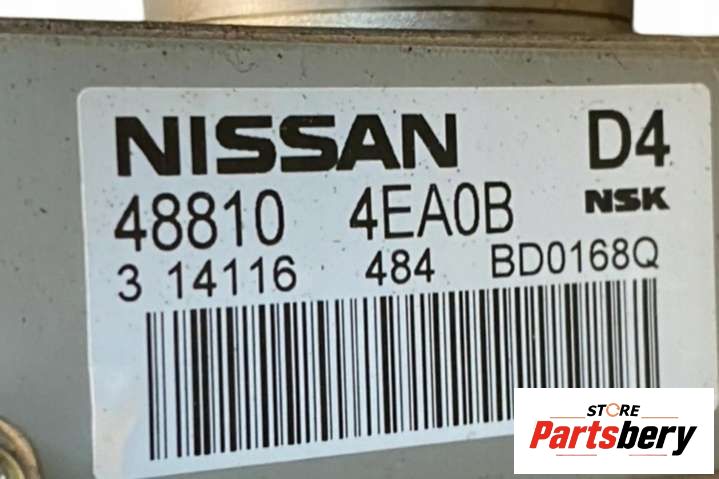 NISSAN D4
48810 4EA0B NSK
3 14116 484 BD0168Q
STORE
Partsbery